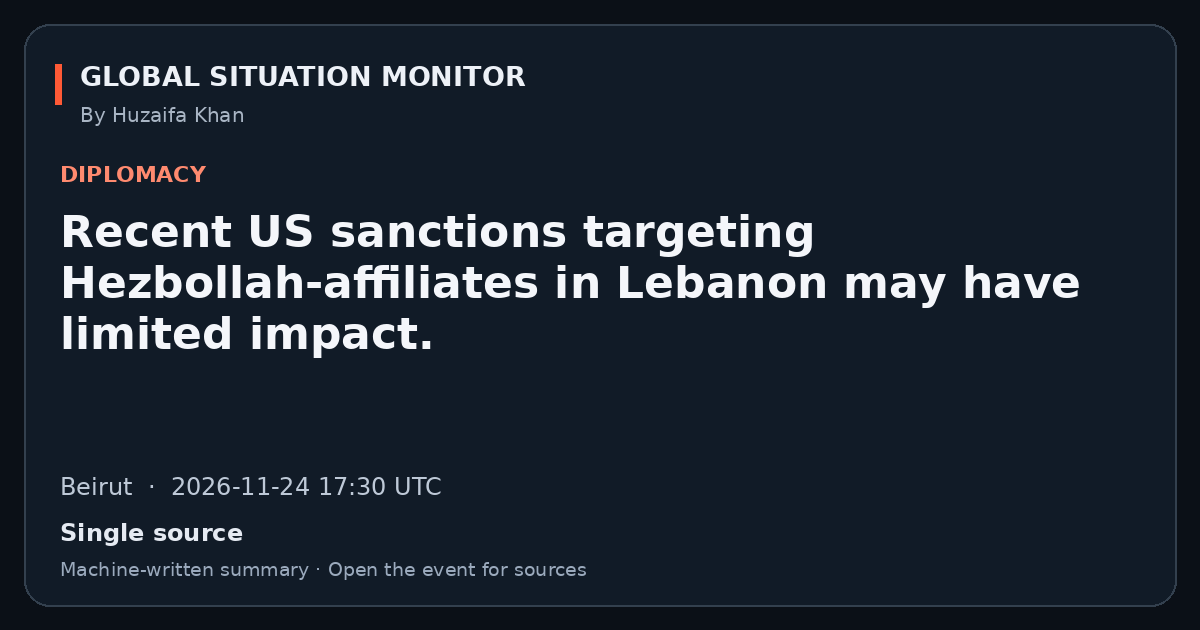 GLOBAL SITUATION MONITOR
By Huzaifa Khan
DIPLOMACY
Recent US sanctions targeting
Hezbollah-affiliates in Lebanon may have
limited impact.
Beirut · 2026-11-24 17:30 UTC
Single source
Machine-written summary · Open the event for sources